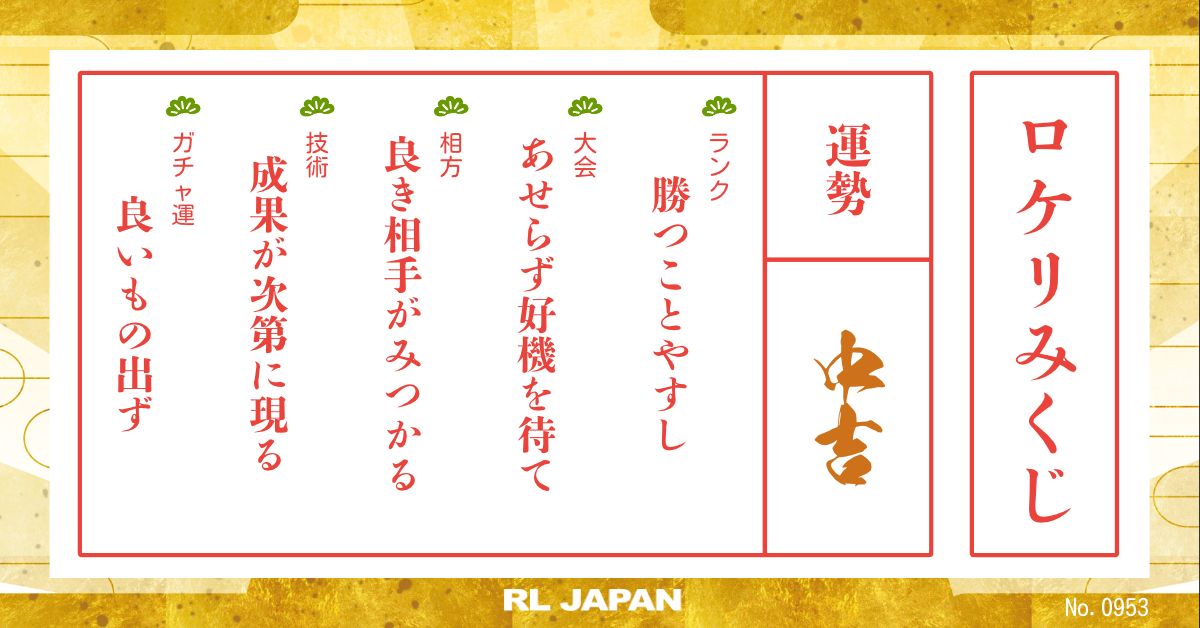 ロケリみくじ
運勢
中吉
ランク
勝つことやすし
大会
あせらず好機を待て
相方
良き相手がみつかる
技術
成果が次第に現る
ガチャ運
良いもの出ず
RL JAPAN
No. 0953